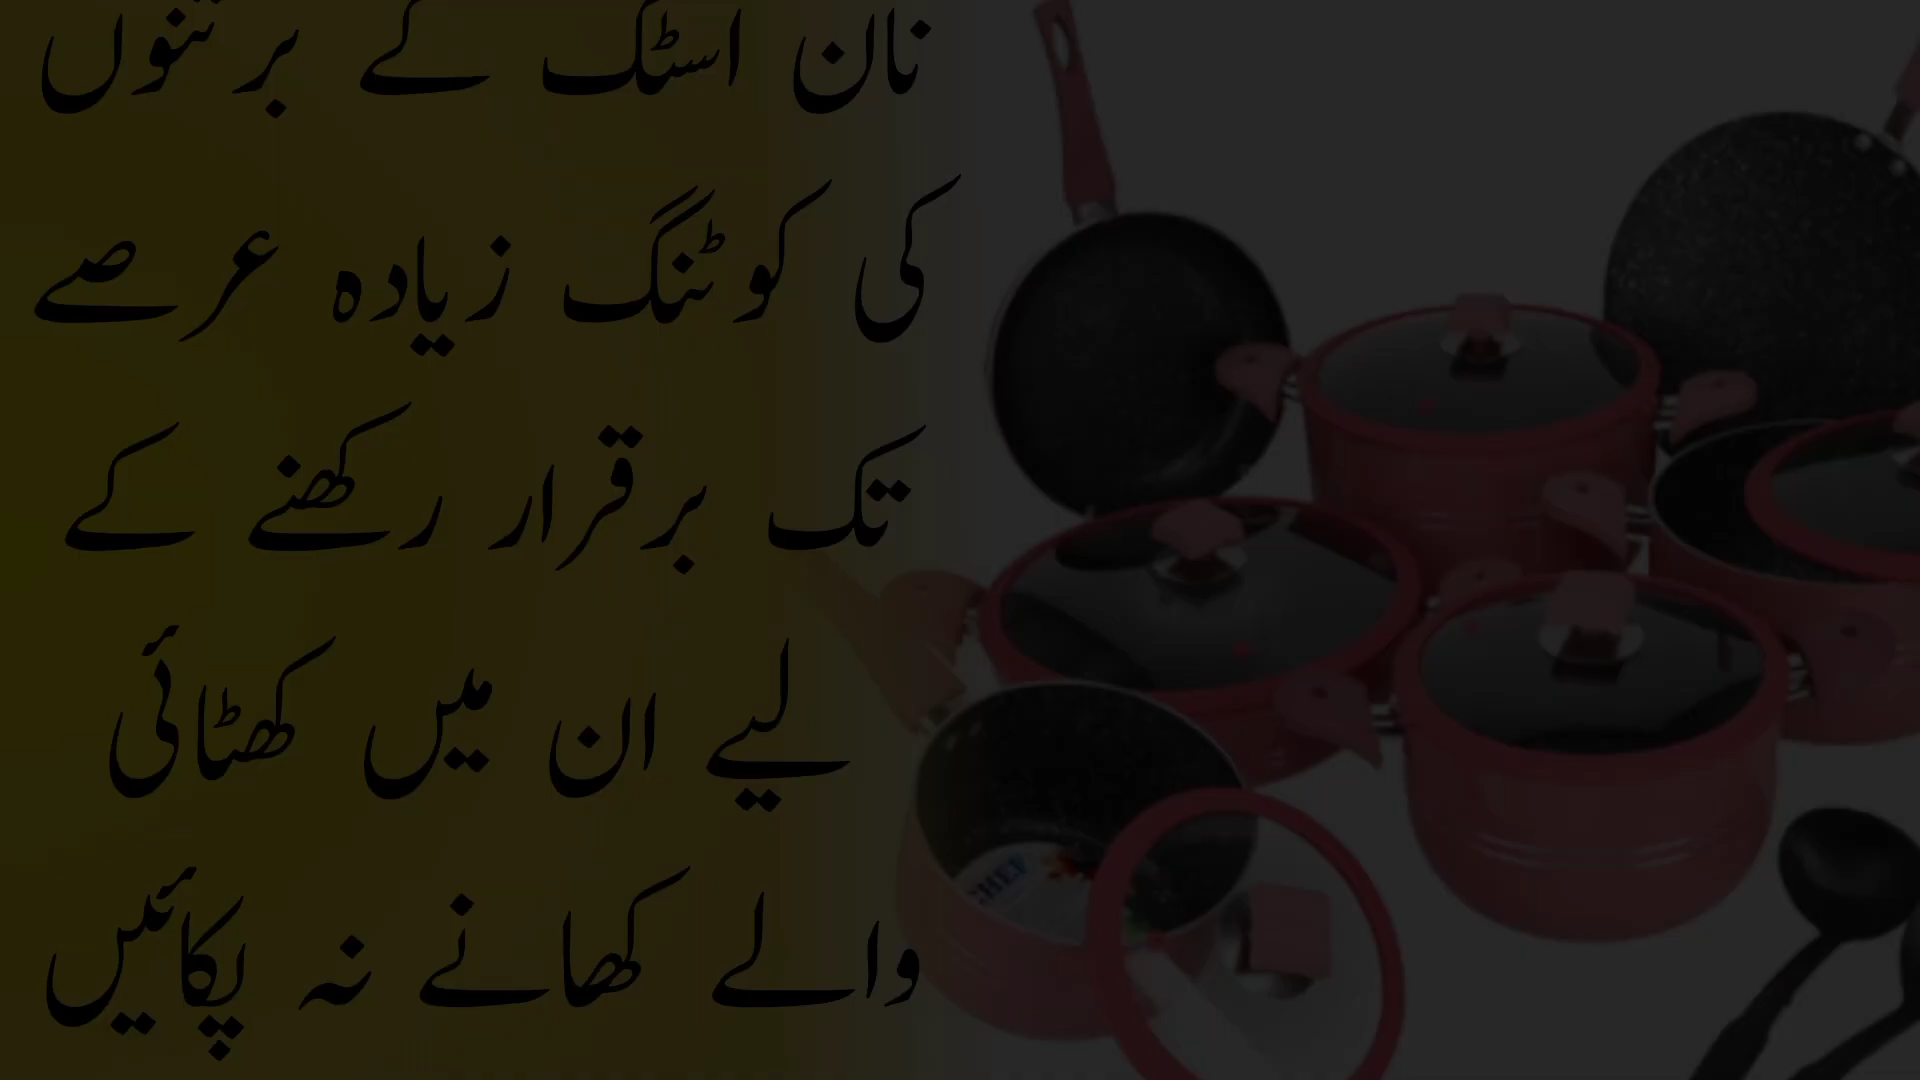 نان اسٹک کے برتنوں
کی کوٹنگ زیادہ عرصے
تک برقرار رکھنے کے
لیے ان میں کھٹائی
والے کھانے نہ پکائیں
CHEF